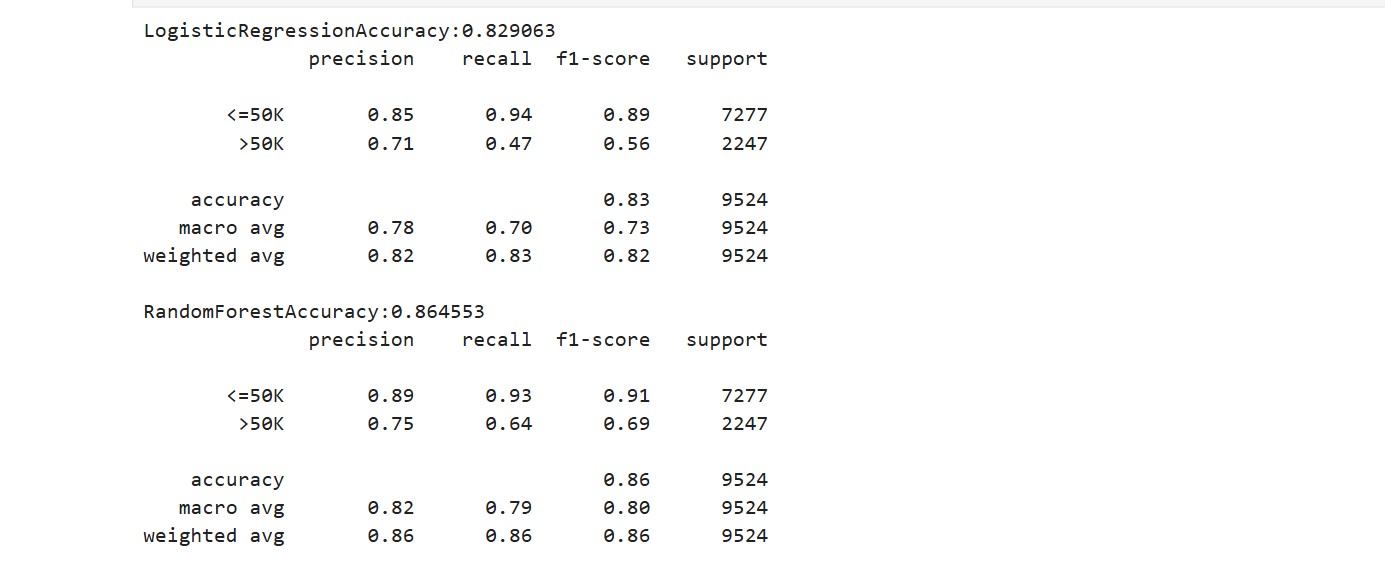 LogisticRegressionAccuracy:0.829063
precision recall f1-score support
<=50K 0.85 0.94 0.89 7277
>50K 0.71 0.47 0.56 2247
accuracy 0.83 9524
macro avg 0.78 0.70 0.73 9524
weighted avg 0.82 0.83 0.82 9524
RandomForestAccuracy:0.864553
precision recall f1-score support
<=50K 0.89 0.93 0.91 7277
>50K 0.75 0.64 0.69 2247
accuracy 0.86 9524
macro avg 0.82 0.79 0.80 9524
weighted avg 0.86 0.86 0.86 9524